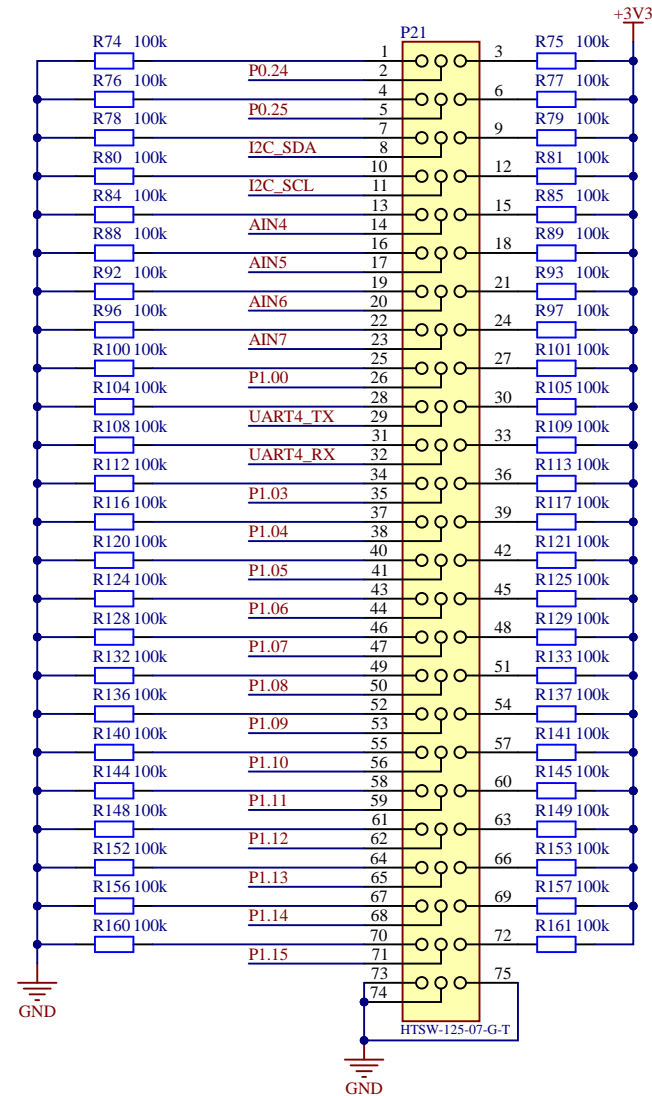 +3V3
P21
R74 100k 1 3 R75 100k
P0.24 2
R76 100k 4 6 R77 100k
P0.25 5
R78 100k 7 9 R79 100k
I2C_SDA 8
R80 100k 10 12 R81 100k
I2C_SCL 11
R84 100k 13 15 R85 100k
AIN4 14
R88 100k 16 18 R89 100k
AIN5 17
R92 100k 19 21 R93 100k
AIN6 20
R96 100k 22 24 R97 100k
AIN7 23
R100 100k 25 27 R101 100k
P1.00 26
R104 100k 28 30 R105 100k
UART4_TX 29
R108 100k 31 33 R109 100k
UART4_RX 32
R112 100k 34 36 R113 100k
P1.03 35
R116 100k 37 39 R117 100k
P1.04 38
R120 100k 40 42 R121 100k
P1.05 41
R124 100k 43 45 R125 100k
P1.06 44
R128 100k 46 48 R129 100k
P1.07 47
R132 100k 49 51 R133 100k
P1.08 50
R136 100k 52 54 R137 100k
P1.09 53
R140 100k 55 57 R141 100k
P1.10 56
R144 100k 58 60 R145 100k
P1.11 59
R148 100k 61 63 R149 100k
P1.12 62
R152 100k 64 66 R153 100k
P1.13 65
R156 100k 67 69 R157 100k
P1.14 68
R160 100k 70 72 R161 100k
P1.15 71
73 75
74
GND
HTSW-125-07-G-T
GND